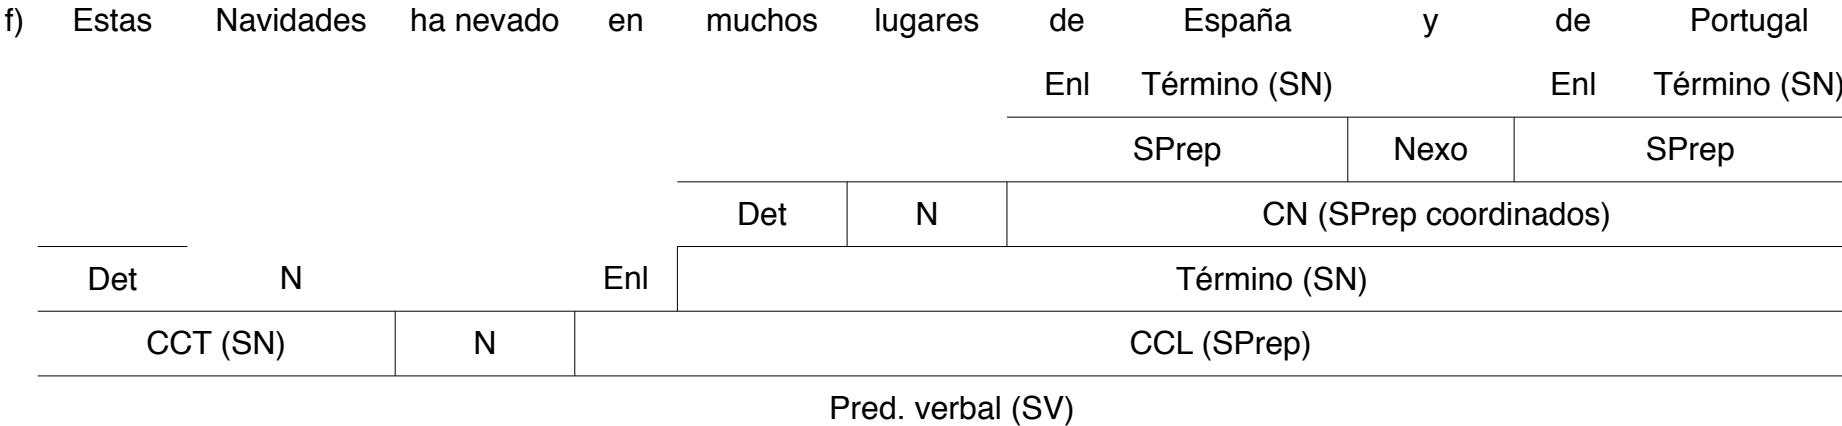 f) Estas Navidades ha nevado en muchos lugares de España y de Portugal
Enl Término (SN) Enl Término (SN)
SPrep Nexo SPrep
Det N CN (SPrep coordinados)
Det N Enl Término (SN)
CCT (SN) N CCL (SPrep)
Pred. verbal (SV)